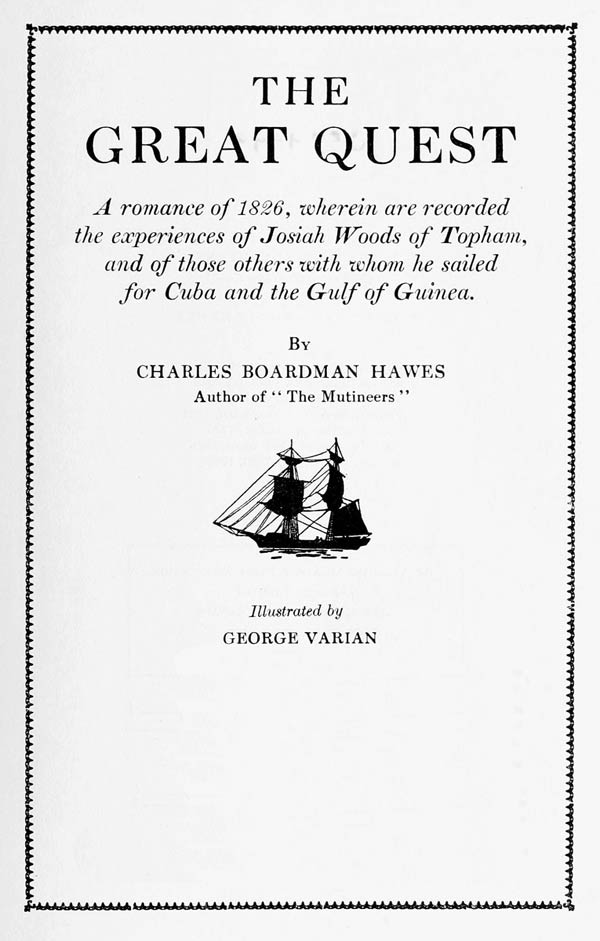 THE
GREAT QUEST
A romance of 1826, wherein are recorded
the experiences of Josiah Woods of Topham,
and of those others with whom he sailed
for Cuba and the Gulf of Guinea.
By
CHARLES BOARDMAN HAWES
Author of “The Mutineers”
Illustrated by
GEORGE VARIAN